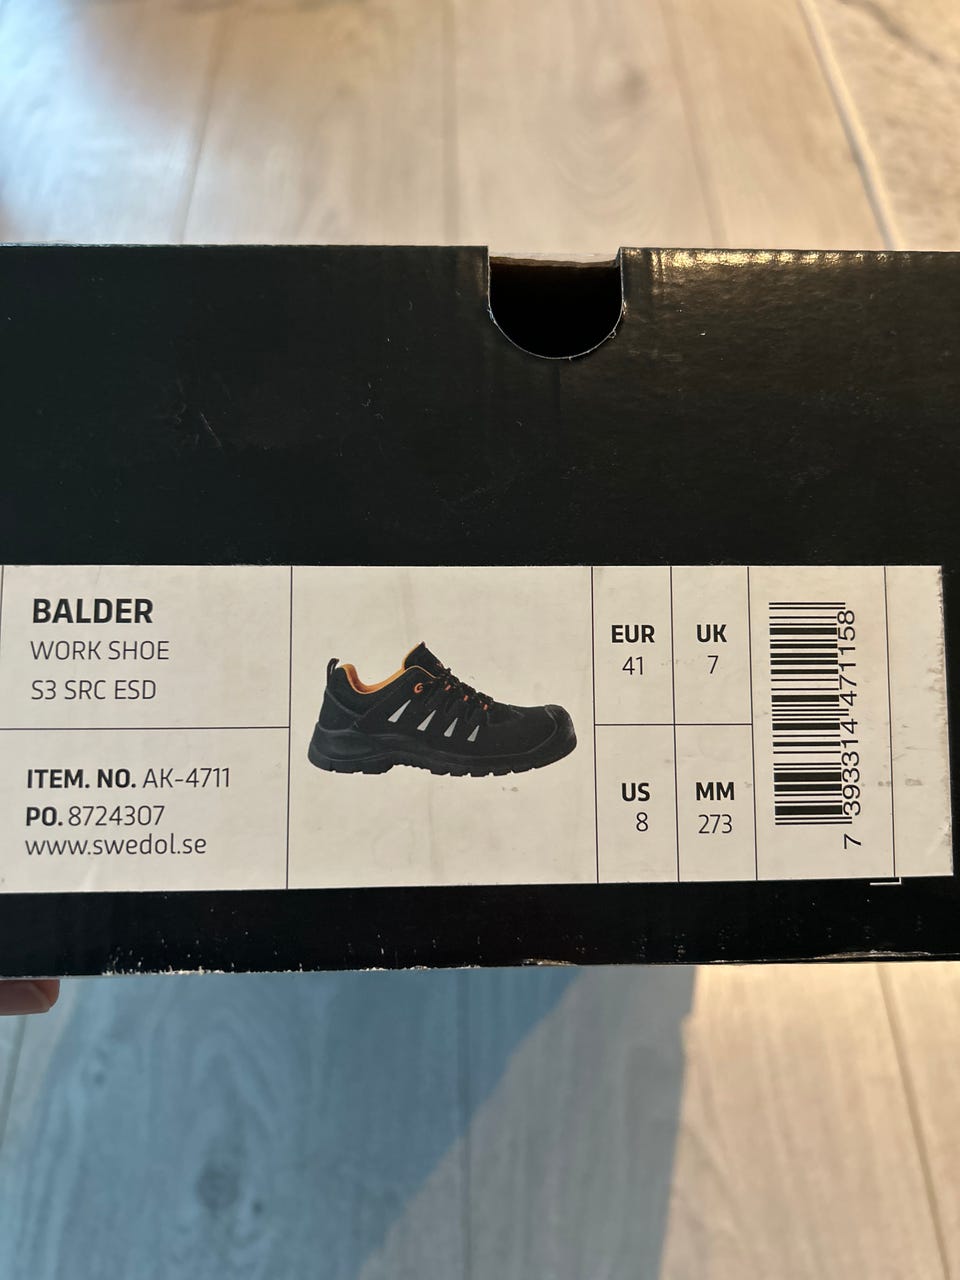 BALDER
WORK SHOE
S3 SRC ESD
ITEM. NO. AK-4711
PO. 8724307
www.swedol.se
EUR
41
UK
7
US
8
MM
273
7 393314 471158